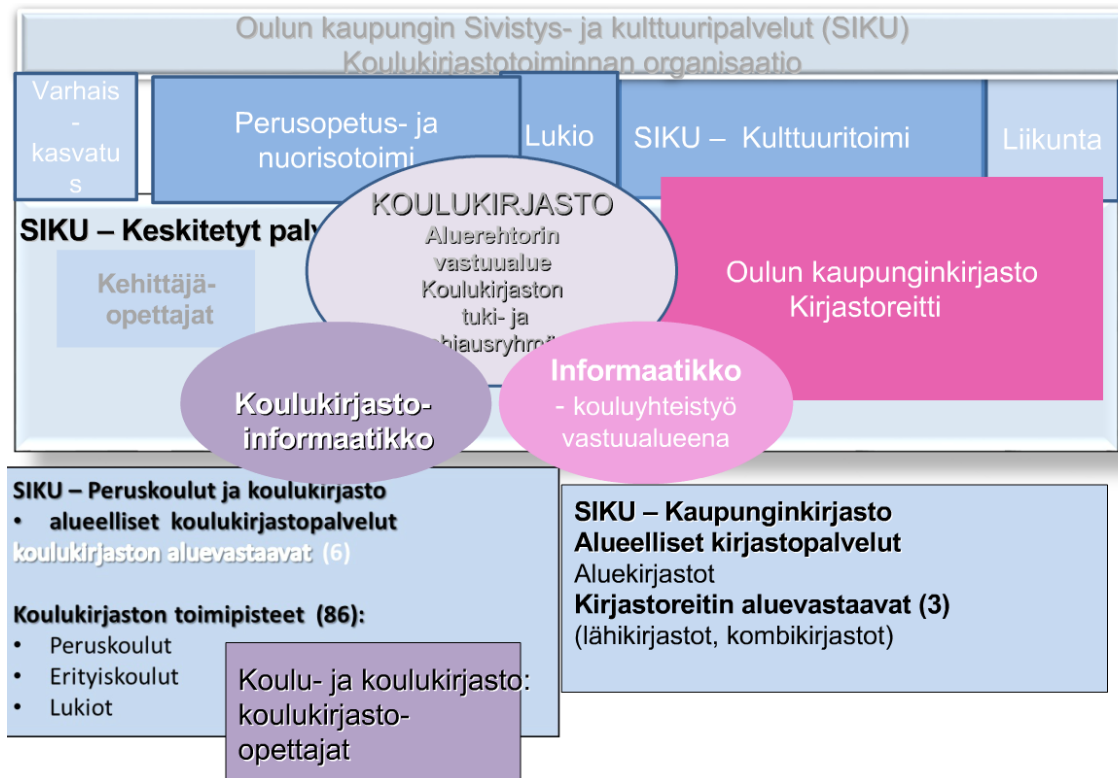 Oulun kaupungin Sivistys- ja kulttuuripalvelut (SIKU)
Koulukirjastotoiminnan organisaatio
Varhais
-
kasvatu
s
Perusopetus- ja
nuorisotoimi
Lukio
SIKU – Kulttuuritoimi
Liikunta
SIKU – Keskitetyt
Kehittäjä-
opettajat
KOULUKIRJASTO
Aluerehtorin
vastuualue
Koulukirjaston
tuki- ja
Oulun kaupunginkirjasto
Kirjastoreitti
Koulukirjasto-
informaatikko
Informaatikko
- kouluyhteistyö
vastuualueena
SIKU – Peruskoulut ja koulukirjasto
• alueelliset koulukirjastopalvelut
koulukirjaston aluevastaavat (6)
Koulukirjaston toimipisteet (86):
• Peruskoulut
• Erityiskoulut
• Lukiot
Koulu- ja koulukirjasto:
koulukirjasto-
opettajat
SIKU – Kaupunginkirjasto
Alueelliset kirjastopalvelut
Aluekirjastot
Kirjastoreitin aluevastaavat (3)
(lähikirjastot, kombikirjastot)